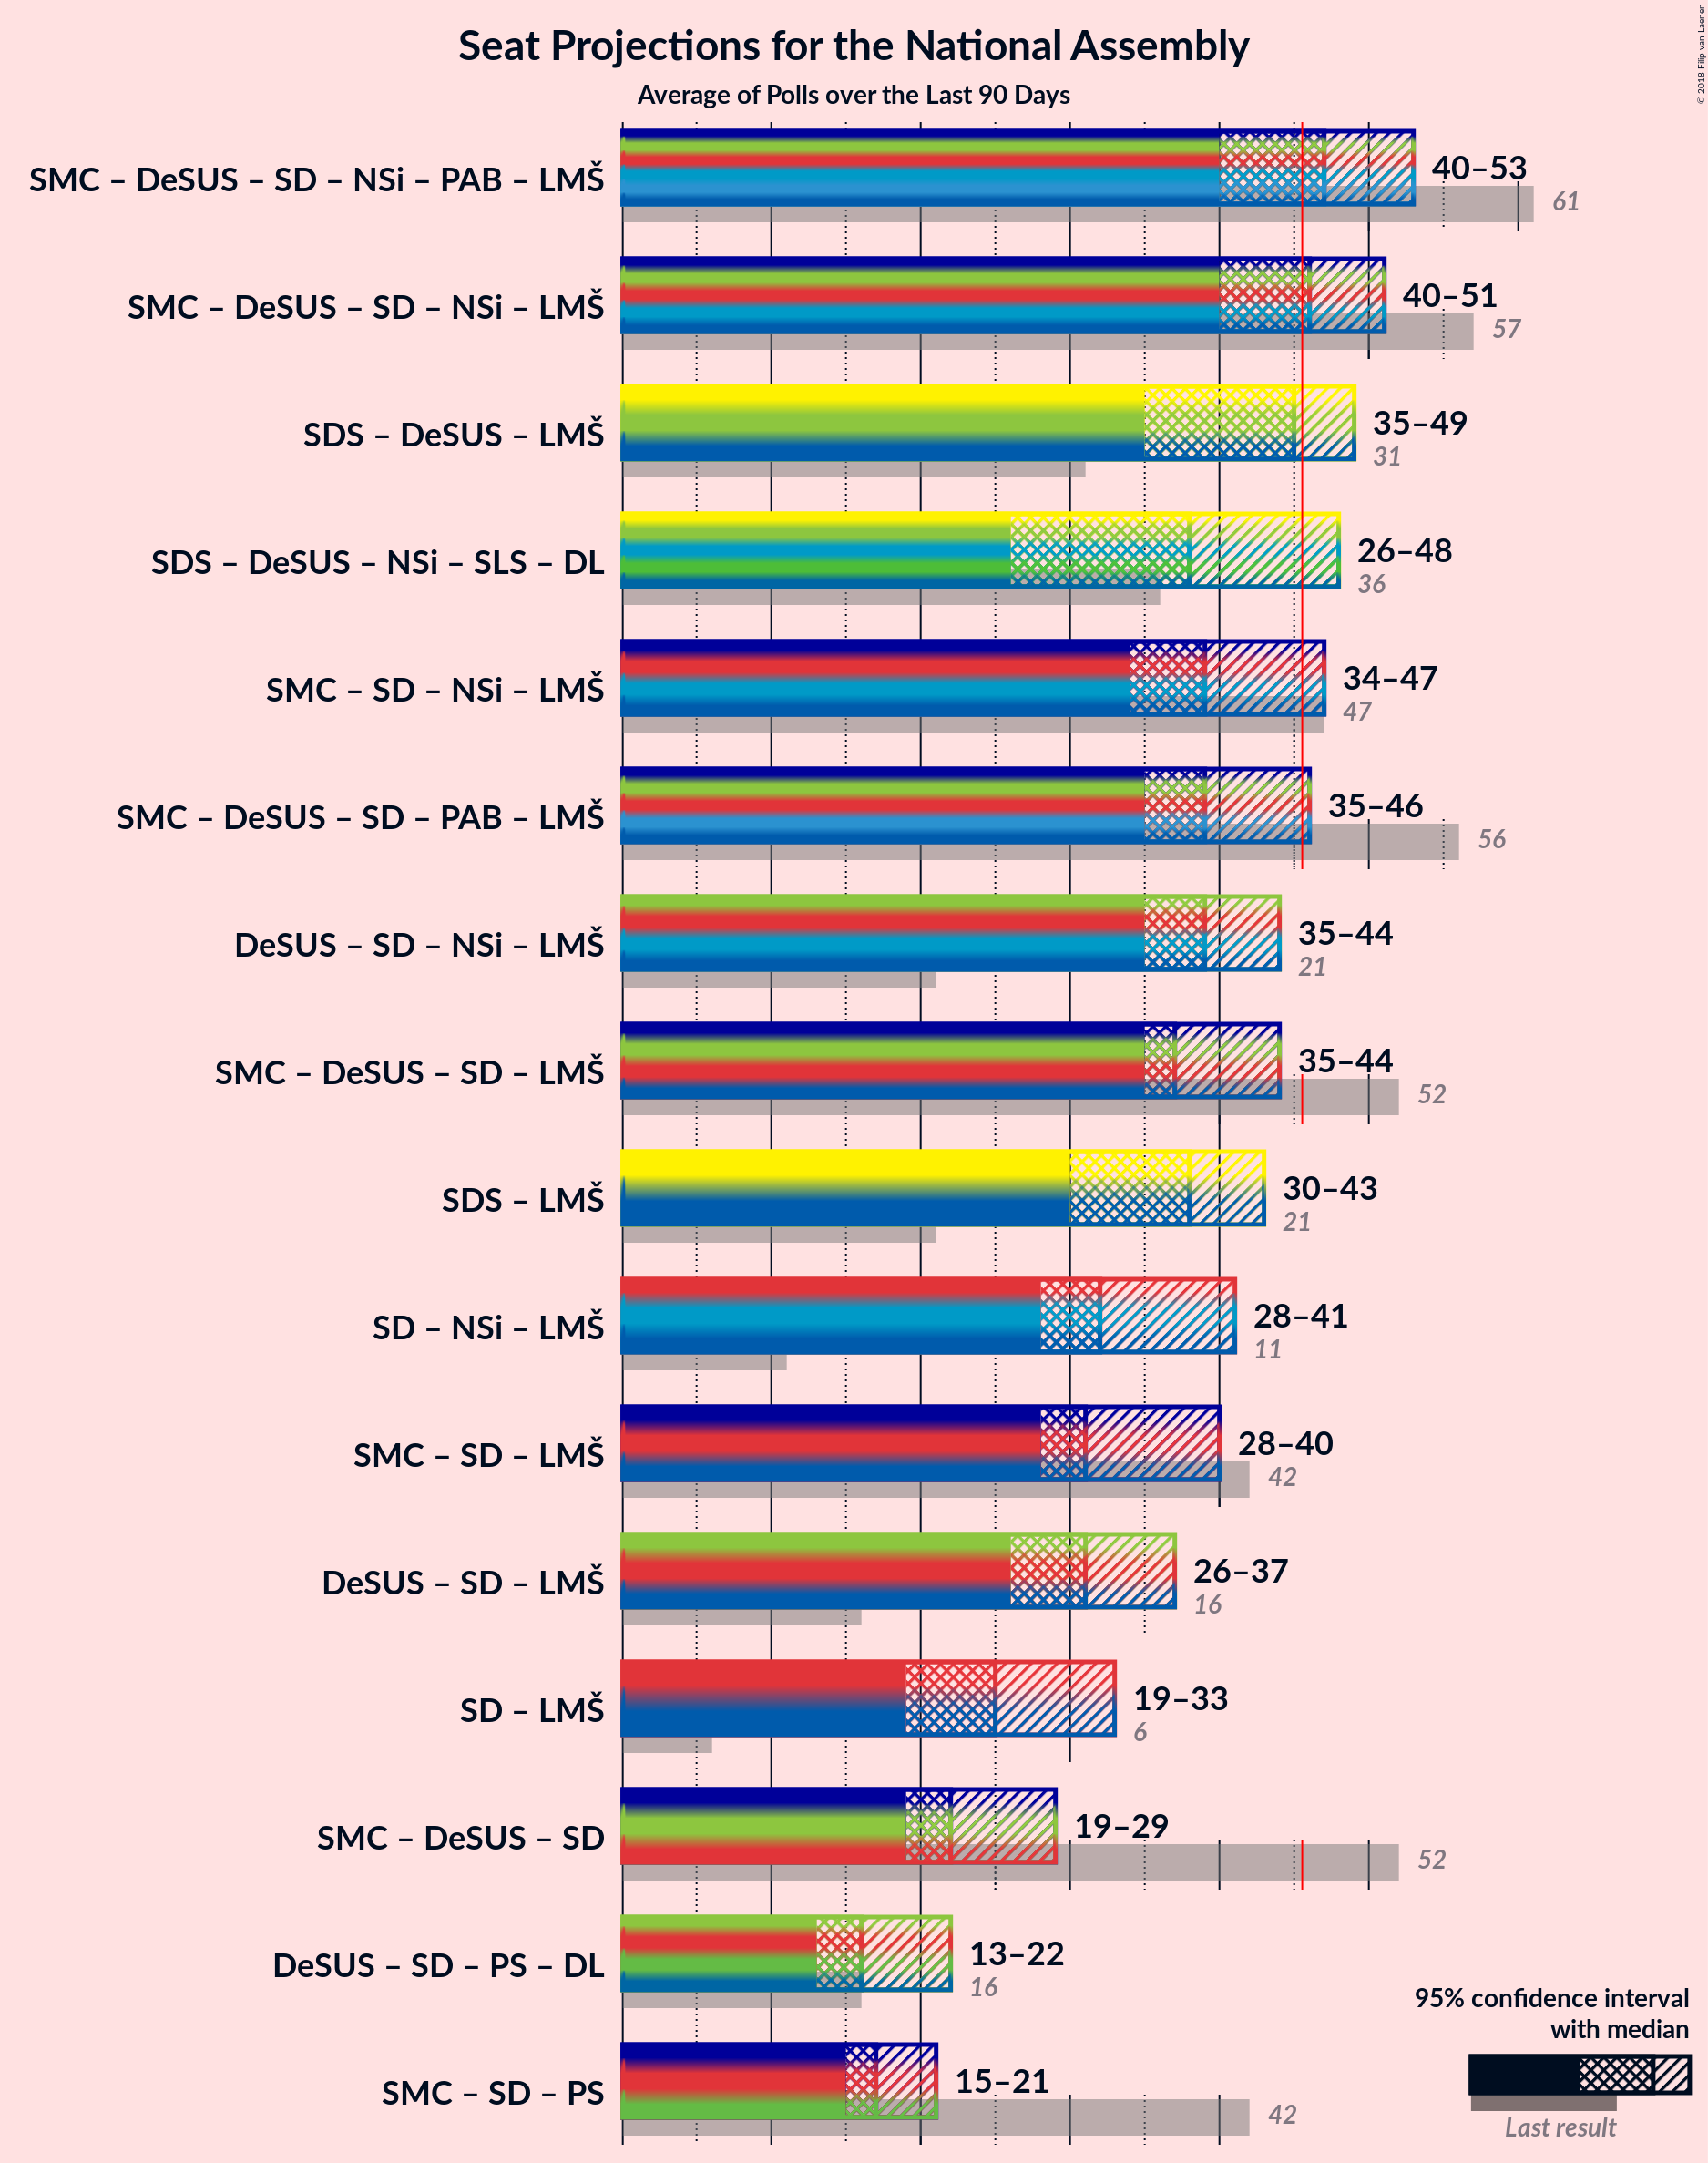 Seat Projections for the National Assembly
Average of Polls over the Last 90 Days
© 2018 Filip van Laenen
SMC – DeSUS – SD – NSi – PAB – LMŠ
40–53
61
SMC – DeSUS – SD – NSi – LMŠ
40–51
57
SDS – DeSUS – LMŠ
35–49
31
SDS – DeSUS – NSi – SLS – DL
26–48
36
SMC – SD – NSi – LMŠ
34–47
47
SMC – DeSUS – SD – PAB – LMŠ
35–46
56
DeSUS – SD – NSi – LMŠ
35–44
21
SMC – DeSUS – SD – LMŠ
35–44
52
SDS – LMŠ
30–43
21
SD – NSi – LMŠ
28–41
11
SMC – SD – LMŠ
28–40
42
DeSUS – SD – LMŠ
26–37
16
SD – LMŠ
19–33
6
SMC – DeSUS – SD
19–29
52
DeSUS – SD – PS – DL
13–22
16
SMC – SD – PS
15–21
42
95% confidence interval
with median
Last result